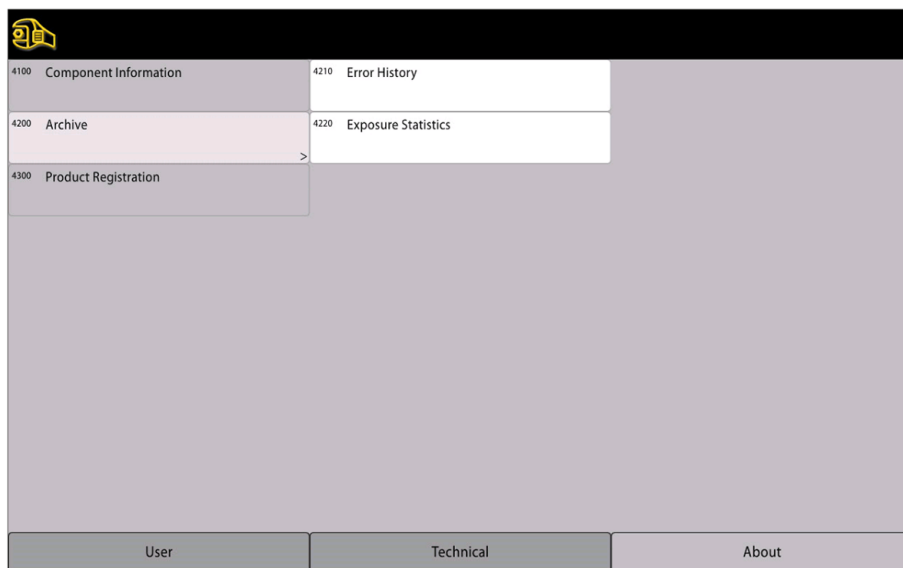 4100 Component Information
4210 Error History
4200 Archive
>
4220 Exposure Statistics
4300 Product Registration
User
Technical
About